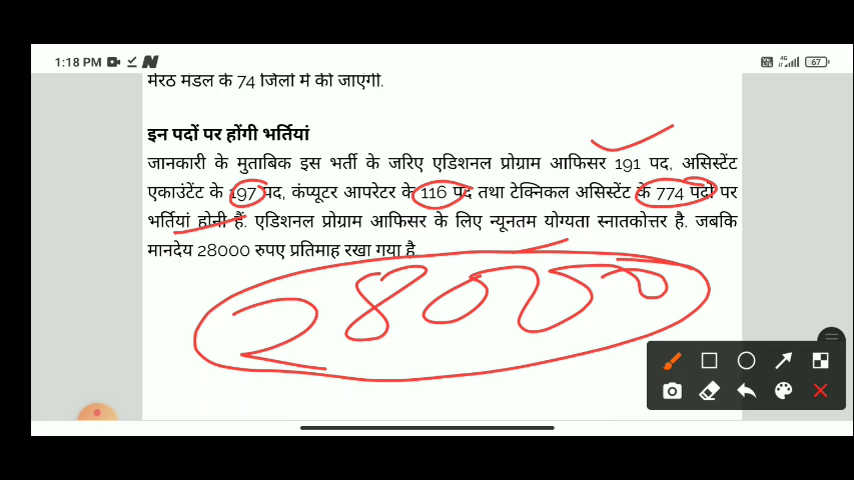 1:18 PM
4G
67
मेरठ मंडल के 74 जिलों में की जाएगी.
इन पदों पर होंगी भर्तियां
जानकारी के मुताबिक इस भर्ती के जरिए एडिशनल प्रोग्राम आफिसर 191 पद, असिस्टेंट
एकाउंटेंट के 197 पद, कंप्यूटर आपरेटर के 116 पद तथा टेक्निकल असिस्टेंट के 774 पदों पर
भर्तियां होनी हैं. एडिशनल प्रोग्राम आफिसर के लिए न्यूनतम योग्यता स्नातकोत्तर है. जबकि
मानदेय 28000 रुपए प्रतिमाह रखा गया है
28000